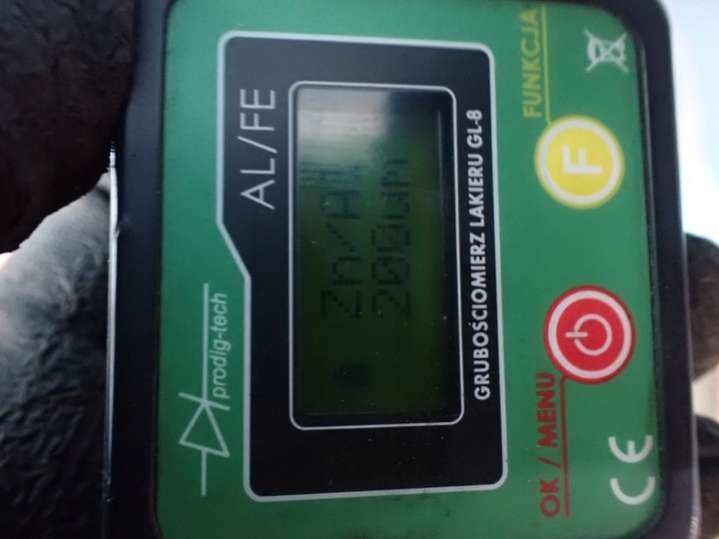 prodig-tech
AL/FE
Zn/Al
200um
GRUBOŚCIOMIERZ LAKIERU GL-8
OK / MENU
FUNKCJA
F
CE